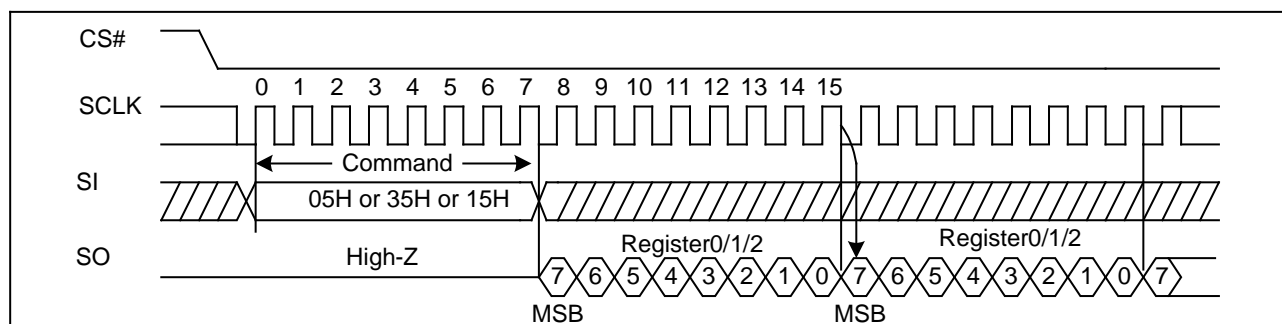 CS#
0 1 2 3 4 5 6 7 8 9 10 11 12 13 14 15
SCLK
Command
SI
05H or 35H or 15H
Register0/1/2 Register0/1/2
SO High-Z
7 6 5 4 3 2 1 0 7 6 5 4 3 2 1 0 7
MSB MSB